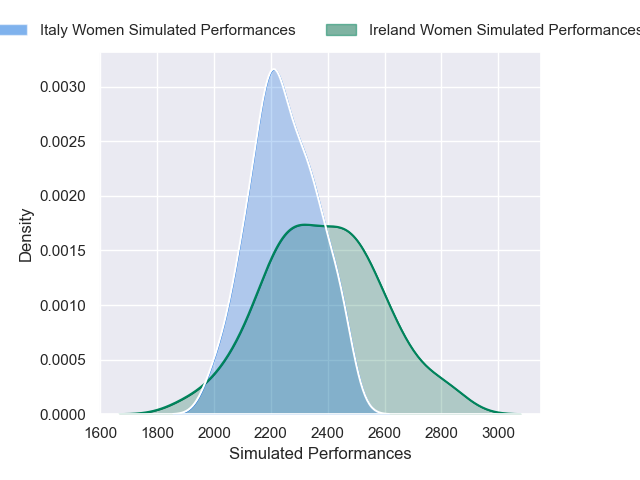 Italy Women Simulated Performances
Ireland Women Simulated Performances
0.0030
0.0025
0.0020
0.0015
0.0010
0.0005
0.0000
Density
1600 1800 2000 2200 2400 2600 2800 3000
Simulated Performances